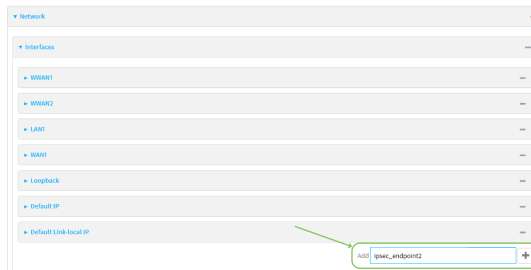 Network
Interfaces
WWAN1
WWAN2
LAN1
WAN1
Loopback
Default IP
Default Link-local IP
Add ipsec_endpoint2